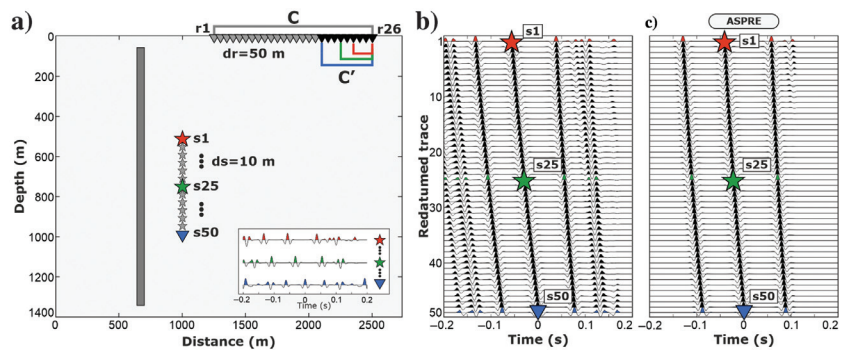 a)
C
r1
r26
dr=50 m
C'
0
200
400
600
800
1000
1200
1400
Depth (m)
s1
ds=10 m
s25
s50
-0.2 -0.1 0 0.1 0.2
Time (s)
0 500 1000 1500 2000 2500
Distance (m)
b)
s1
1
10
20
30
40
50
Redatumed trace
s25
s50
−0.2 −0.1 0 0.1 0.2
Time (s)
c)
ASPRE
s1
s25
s50
−0.2 −0.1 0 0.1 0.2
Time (s)